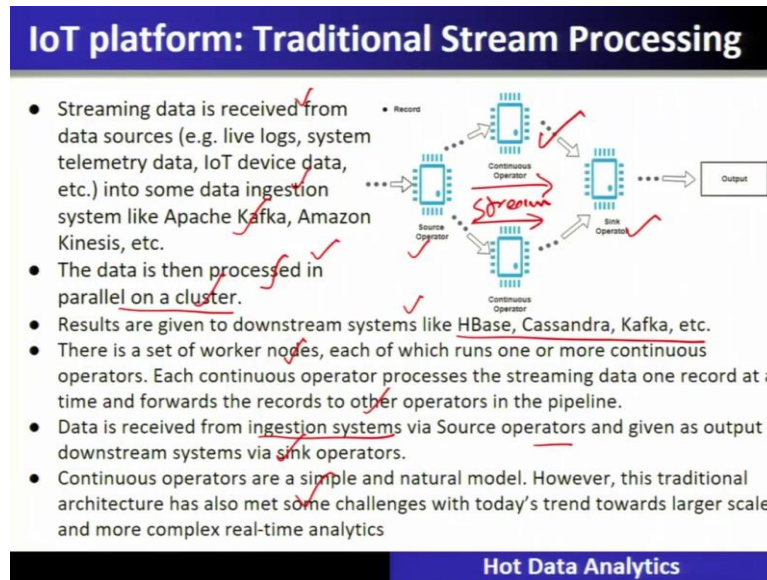 IoT platform: Traditional Stream Processing
● Streaming data is received from
data sources (e.g. live logs, system
telemetry data, IoT device data,
etc.) into some data ingestion
system like Apache Kafka, Amazon
Kinesis, etc.
● The data is then processed in
parallel on a cluster.
● Results are given to downstream systems like HBase, Cassandra, Kafka, etc.
● There is a set of worker nodes, each of which runs one or more continuous
operators. Each continuous operator processes the streaming data one record at a
time and forwards the records to other operators in the pipeline.
● Data is received from ingestion systems via Source operators and given as output
downstream systems via sink operators.
● Continuous operators are a simple and natural model. However, this traditional
architecture has also met some challenges with today's trend towards larger scale
and more complex real-time analytics
● Record
Continuous
Operator
Source
Operator
Stream
Sink
Operator
Output
Continuous
Operator
Hot Data Analytics